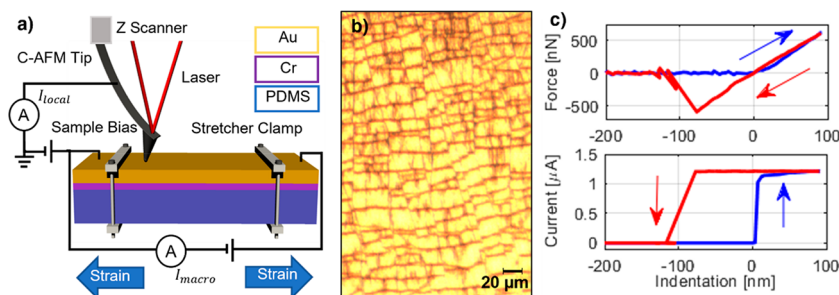 a)
Z Scanner
C-AFM Tip
Laser
Au
Cr
PDMS
I_local
A
Sample Bias
Stretcher Clamp
A
I_macro
Strain
Strain
b)
20 μm
c)
Force [nN]
500
0
-500
-200
-100
0
100
Current [μA]
1.5
1
0.5
0
-200
-100
0
100
Indentation [nm]